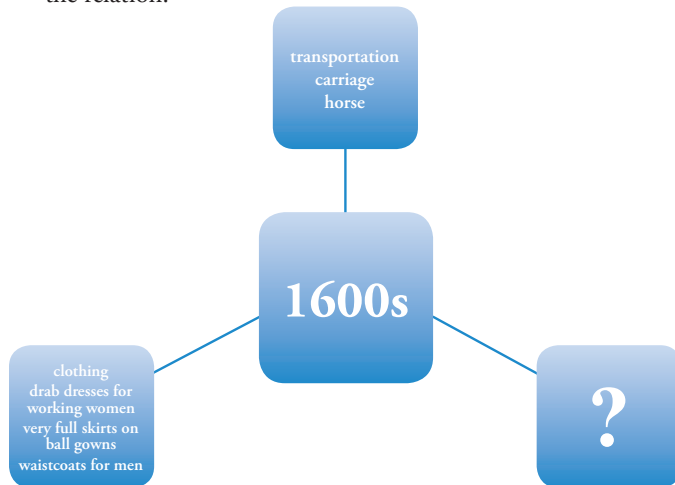 the relation.
transportation
carriage
horse
1600s
clothing
drab dresses for
working women
very full skirts on
ball gowns
waistcoats for men
?